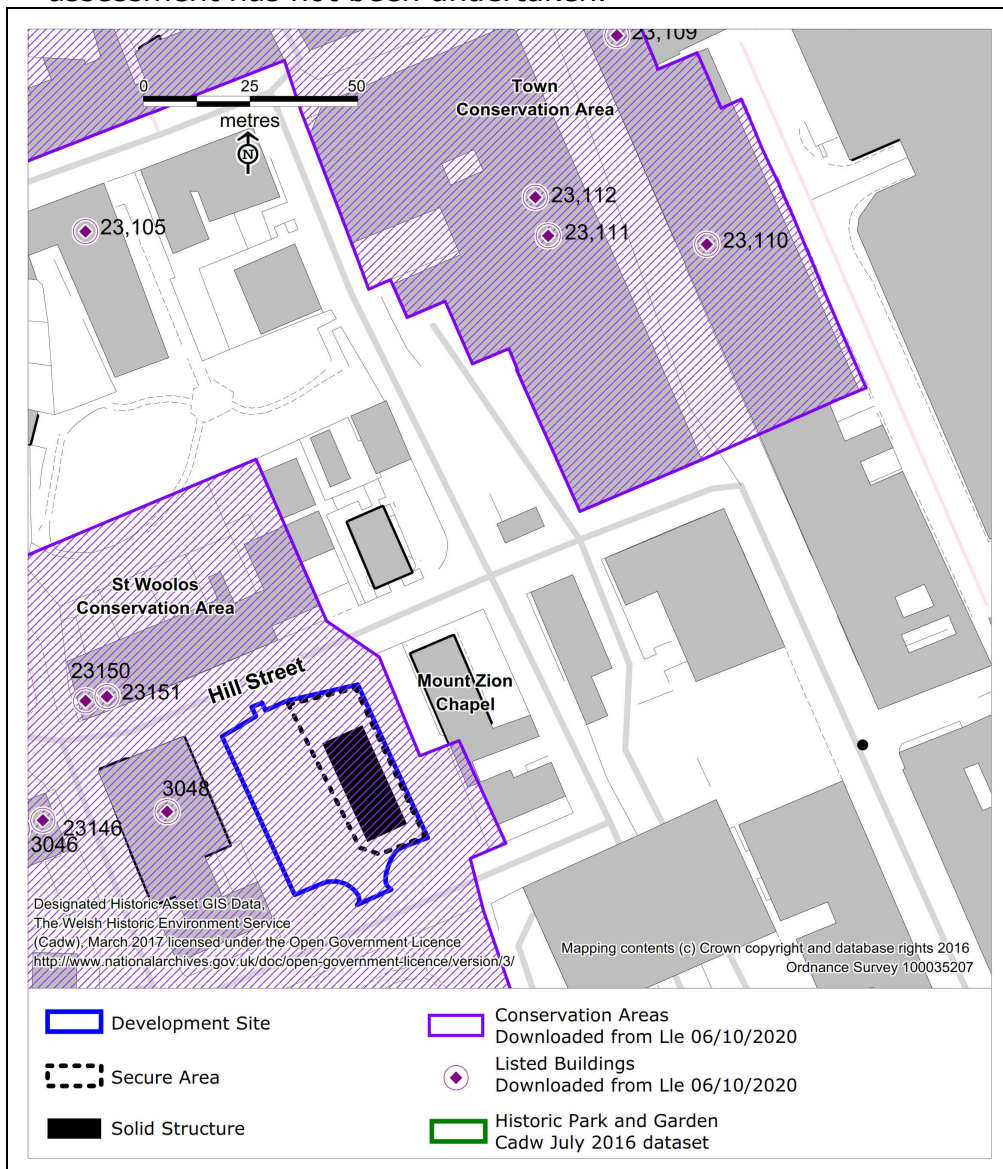 assessment has not been undertaken.
23,109
0 25 50
metres
N
Town
Conservation Area
23,105
23,112
23,111
23,110
St Woolos
Conservation Area
23150
23151
Hill Street
Mount Zion
Chapel
3048
23146
3046
Designated Historic Asset GIS Data,
The Welsh Historic Environment Service
(Cadw), March 2017 licensed under the Open Government Licence
http://www.nationalarchives.gov.uk/doc/open-government-licence/version/3/
Mapping contents (c) Crown copyright and database rights 2016
Ordnance Survey 100035207
Development Site
Secure Area
Solid Structure
Conservation Areas
Downloaded from Lle 06/10/2020
Listed Buildings
Downloaded from Lle 06/10/2020
Historic Park and Garden
Cadw July 2016 dataset